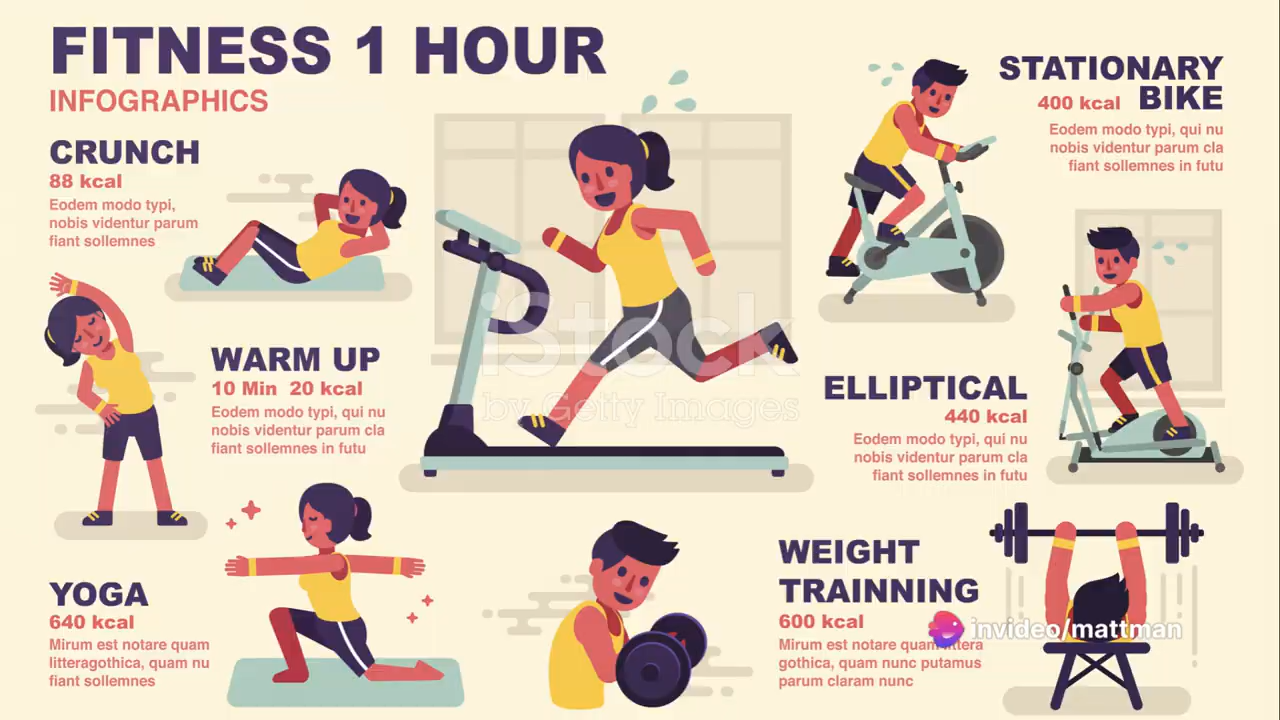 FITNESS 1 HOUR
INFOGRAPHICS
CRUNCH
88 kcal
Eodem modo typi,
nobis videntur parum
fiant sollemnes
WARM UP
10 Min 20 kcal
Eodem modo typi, qui nu
nobis videntur parum cla
fiant sollemnes in futu
YOGA
640 kcal
Mirum est notare quam
litteragothica, quam nu
fiant sollemnes
iStock
by Getty Images
STATIONARY
400 kcal BIKE
Eodem modo typi, qui nu
nobis videntur parum cla
fiant sollemnes in futu
ELLIPTICAL
440 kcal
Eodem modo typi, qui nu
nobis videntur parum cla
fiant sollemnes in futu
WEIGHT
TRAINNING
600 kcal
Mirum est notare quam littera
gothica, quam nunc putamus
parum claram nunc
invideo/mattman